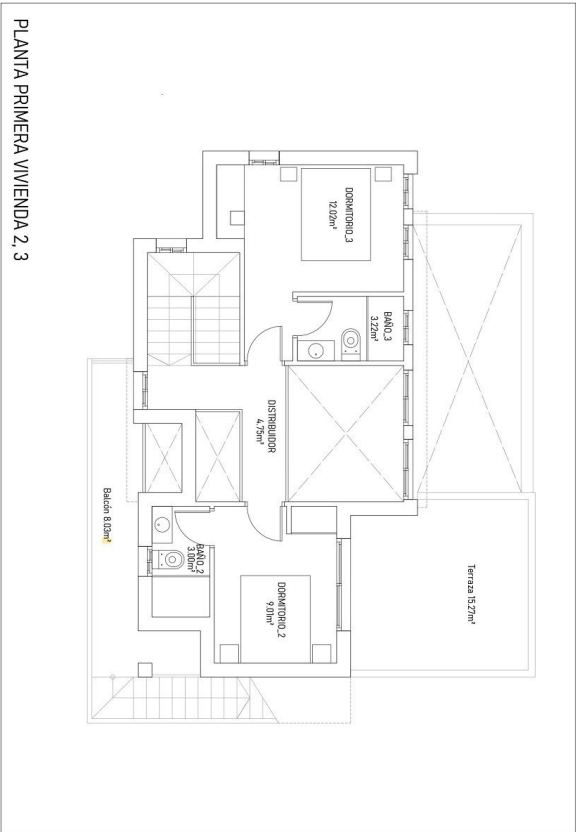 PLANTA PRIMERA VIVIENDA 2, 3
DORMITORIO_3
12.02m²
BAÑO_3
3.22m²
DISTRIBUIDOR
4.75m²
Terraza 15.27m²
Balcón 8.03m²
BAÑO_2
3.00m²
DORMITORIO_2
9.01m²